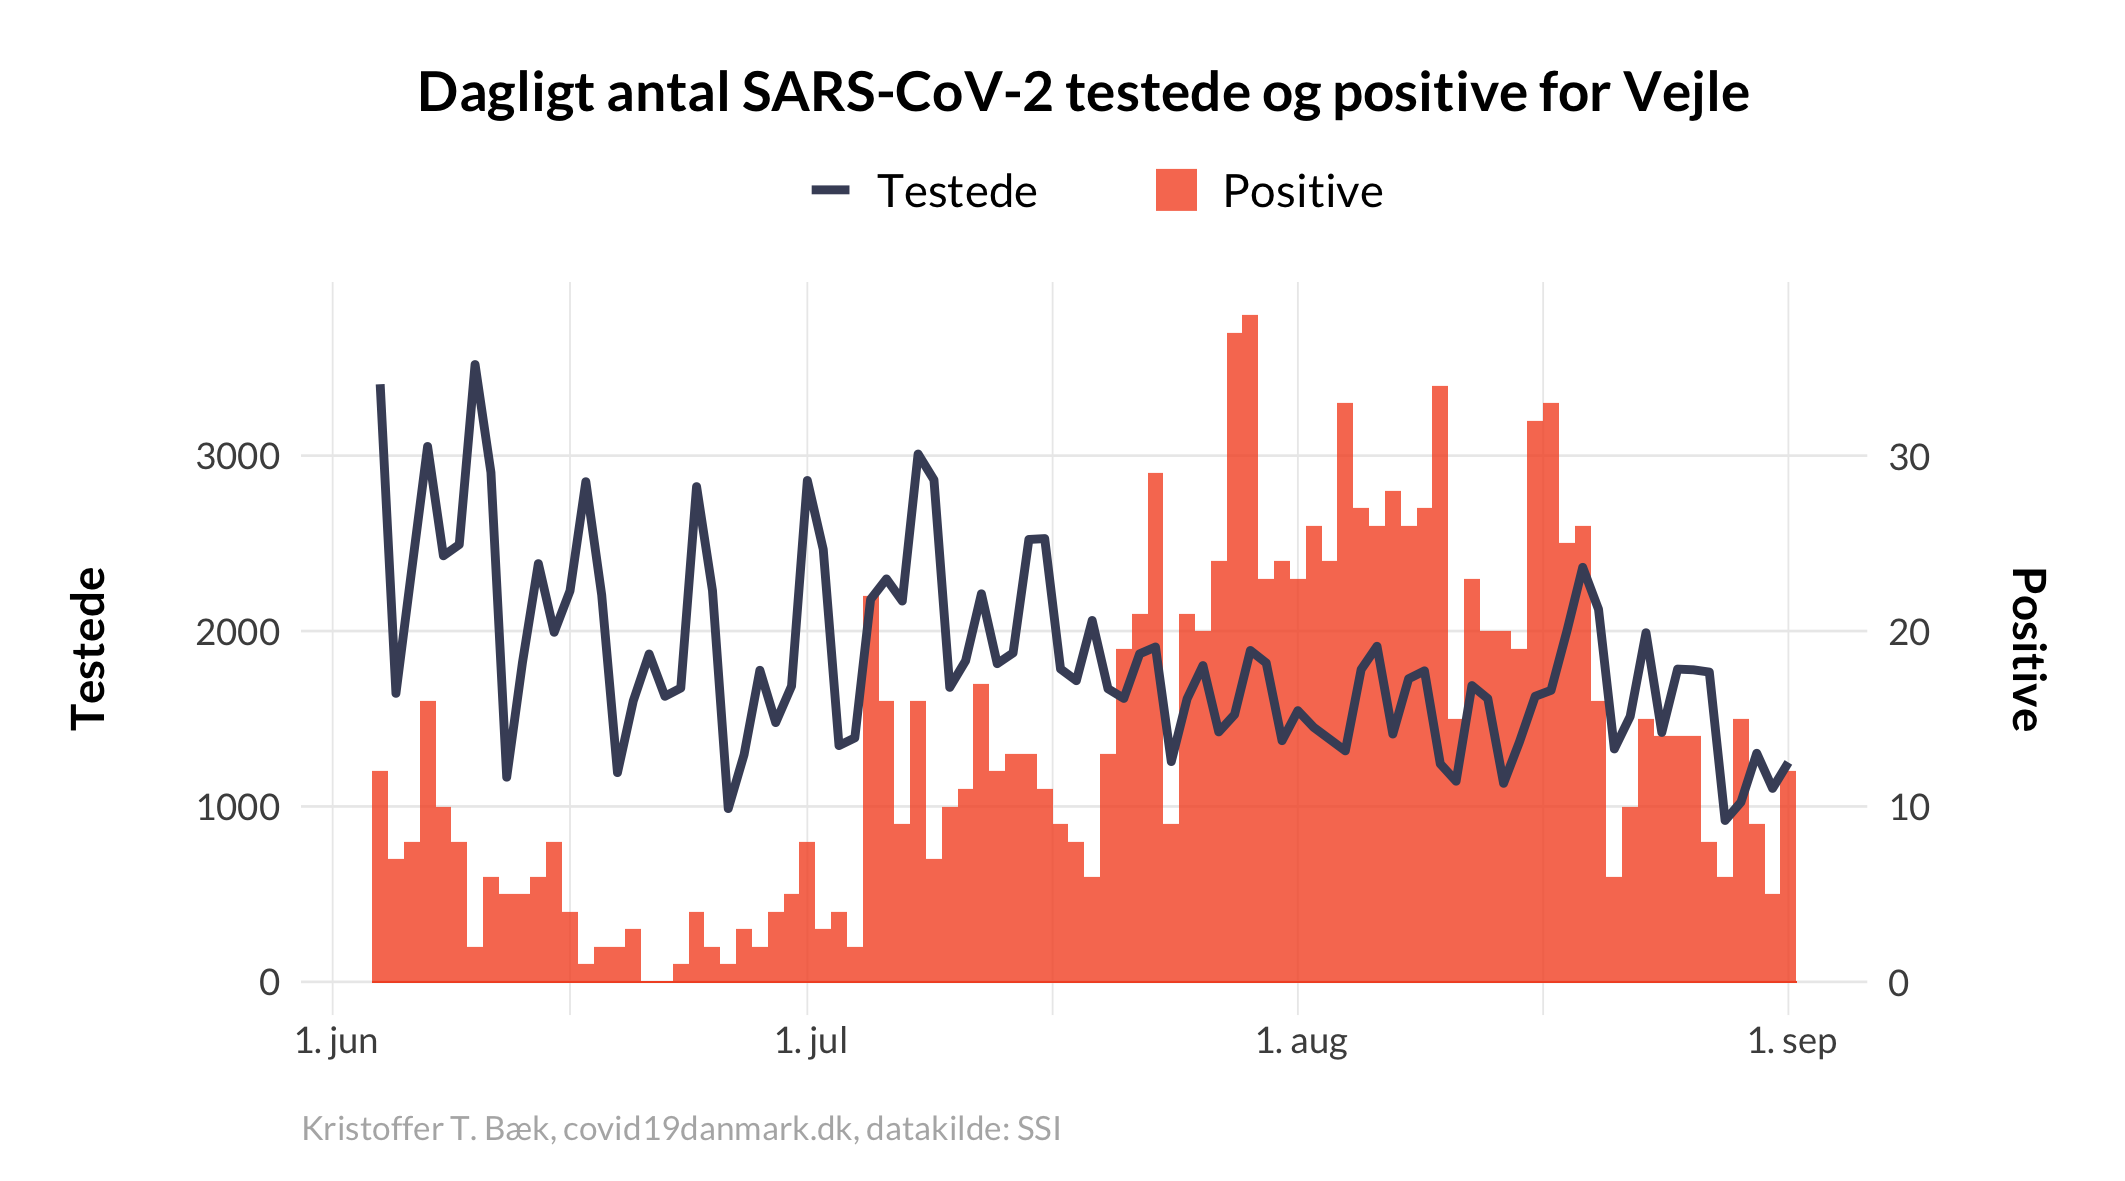 Dagligt antal SARS-CoV-2 testede og positive for Vejle
Testede Positive
Testede
3000
2000
1000
0
30
20
10
0
Positive
1. jun 1. jul 1. aug 1. sep
Kristoffer T. Bæk, covid19danmark.dk, datakilde: SSI